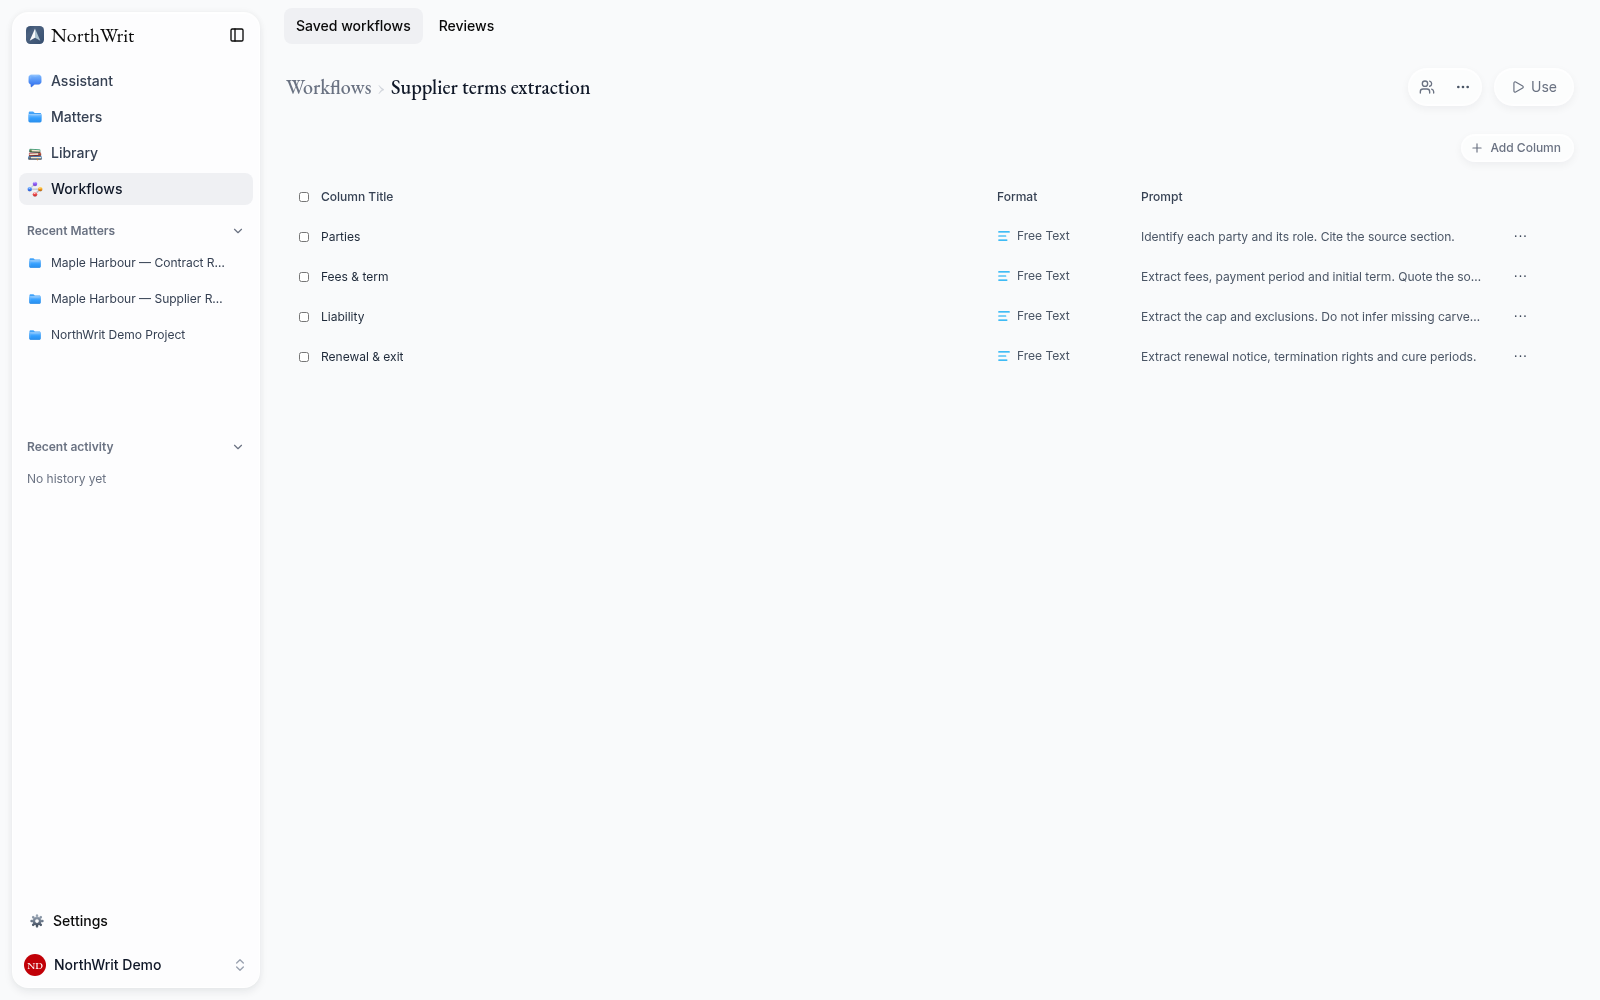 NorthWrit
Assistant
Matters
Library
Workflows
Recent Matters
Maple Harbour — Contract R...
Maple Harbour — Supplier R...
NorthWrit Demo Project
Recent activity
No history yet
Settings
ND NorthWrit Demo
Saved workflows Reviews
Workflows › Supplier terms extraction
Use
Add Column
Column Title Format Prompt
Parties Free Text Identify each party and its role. Cite the source section.
Fees & term Free Text Extract fees, payment period and initial term. Quote the so...
Liability Free Text Extract the cap and exclusions. Do not infer missing carve...
Renewal & exit Free Text Extract renewal notice, termination rights and cure periods.